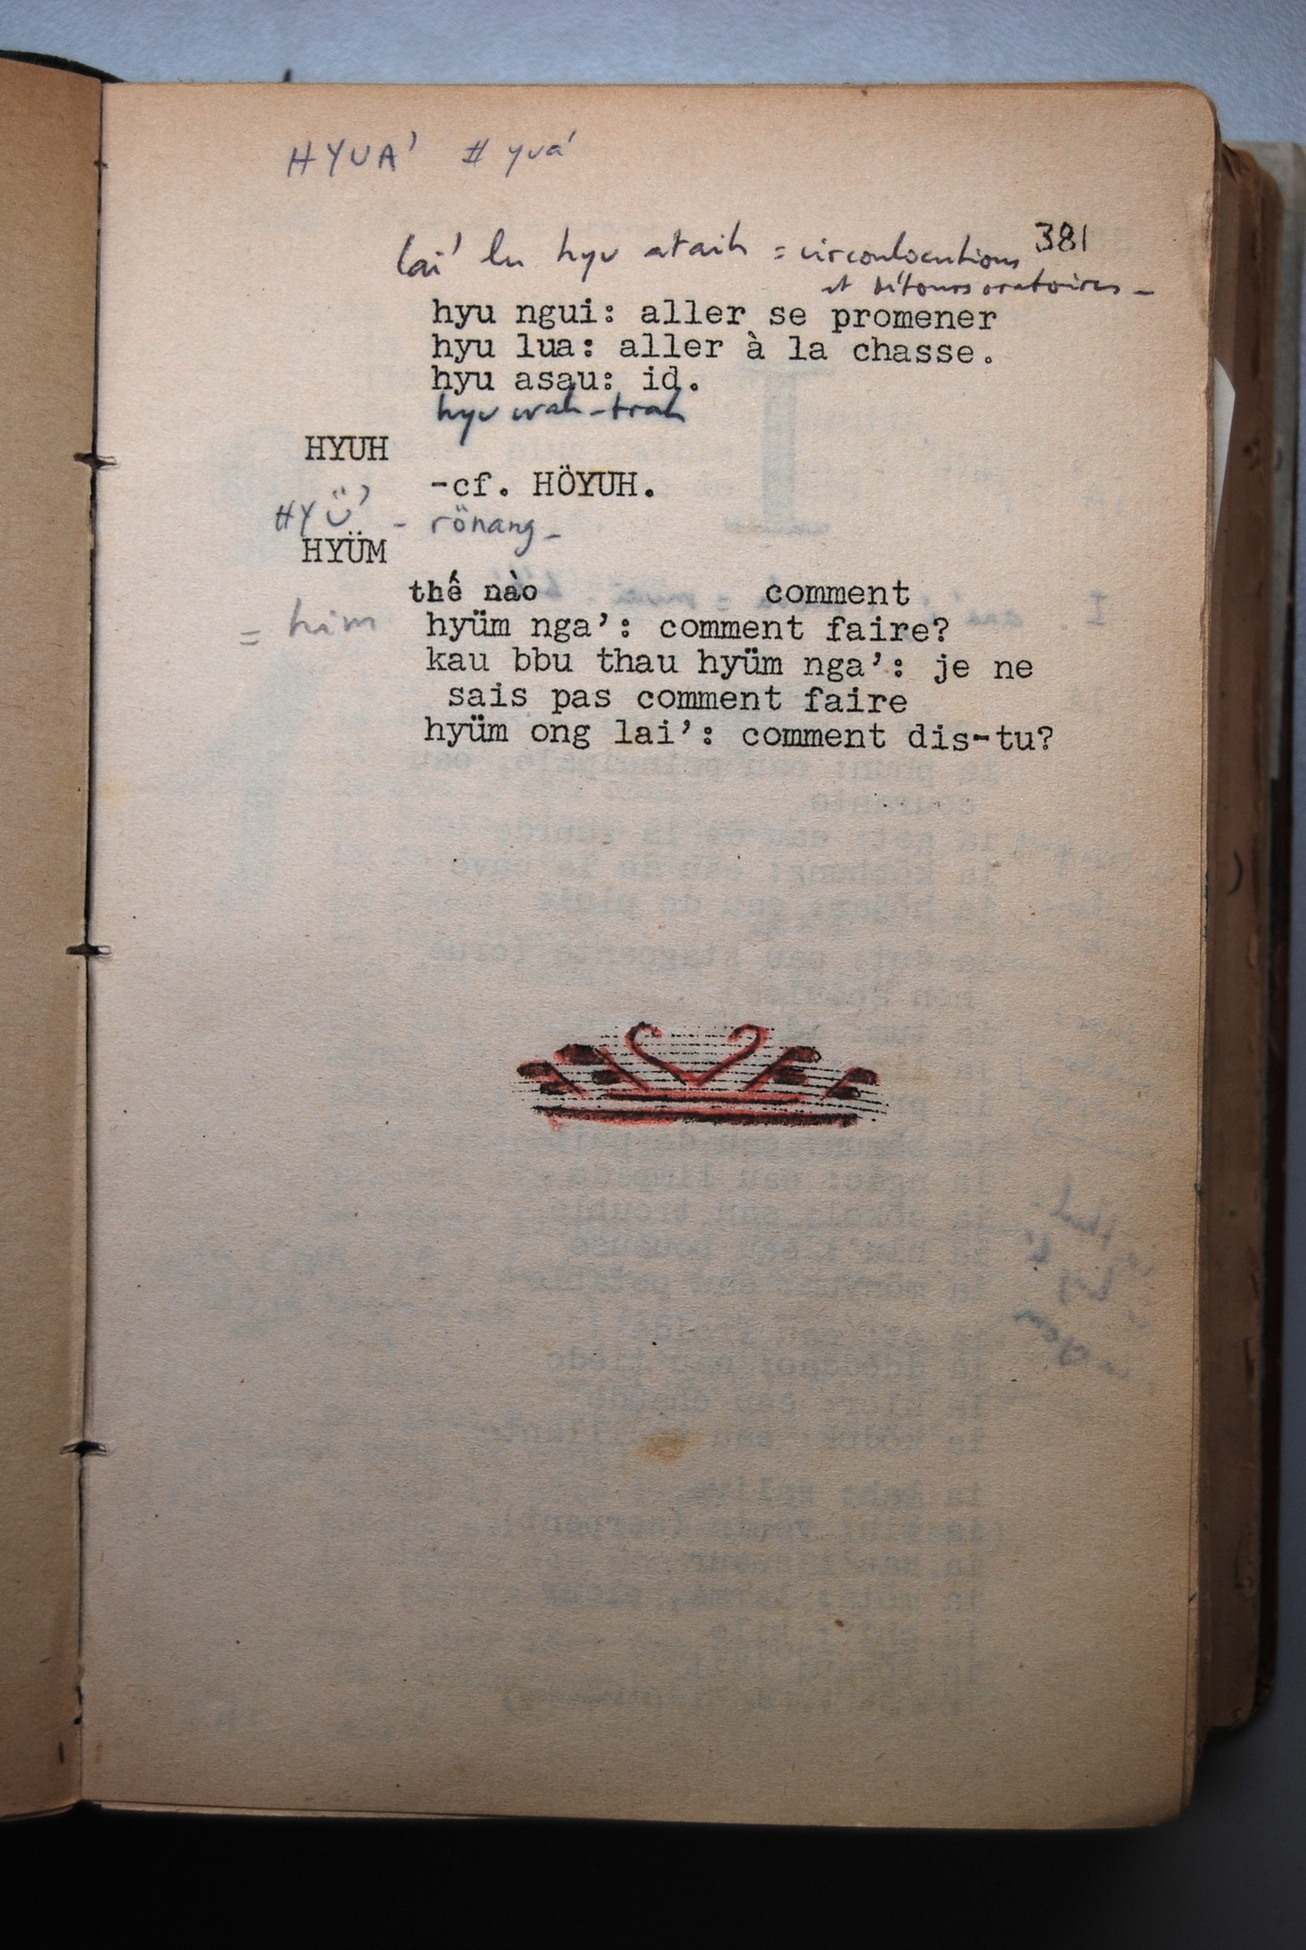 HYUA' # yuá
381
lai' lu hyu ataih = circonlocutions
et détours oratoires -
hyu ngui: aller se promener
hyu lua: aller à la chasse.
hyu asau: id.
hyu wah-trah
HYUH
-cf. HÖYUH.
HYÜ' - rönang -
HYÜM
thế nào comment
= him hyüm nga’: comment faire?
kau bbu thau hyüm nga’: je ne
sais pas comment faire
hyüm ong lai’: comment dis-tu?